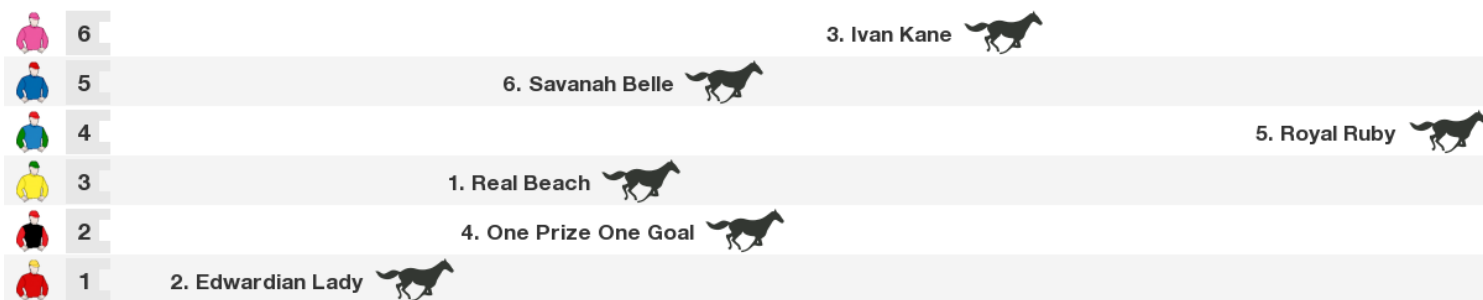 6 3. Ivan Kane
5 6. Savanah Belle
4 5. Royal Ruby
3 1. Real Beach
2 4. One Prize One Goal
1 2. Edwardian Lady